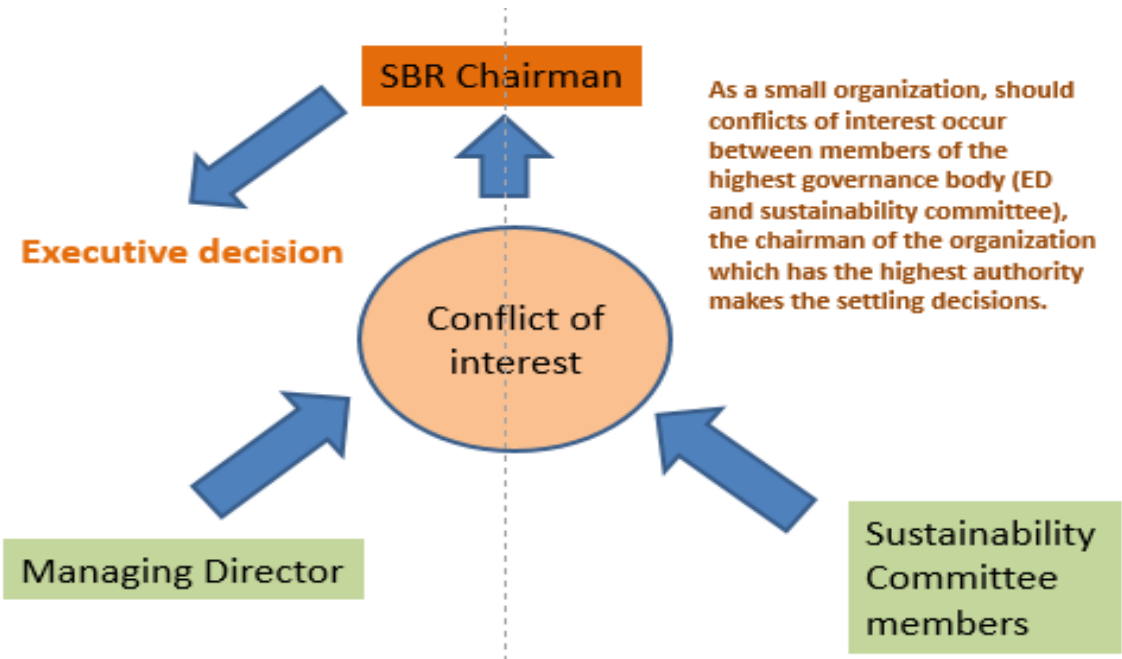 SBR Chairman
As a small organization, should
conflicts of interest occur
between members of the
highest governance body (ED
and sustainability committee),
the chairman of the organization
which has the highest authority
makes the settling decisions.
Executive decision
Conflict of
interest
Managing Director
Sustainability
Committee
members